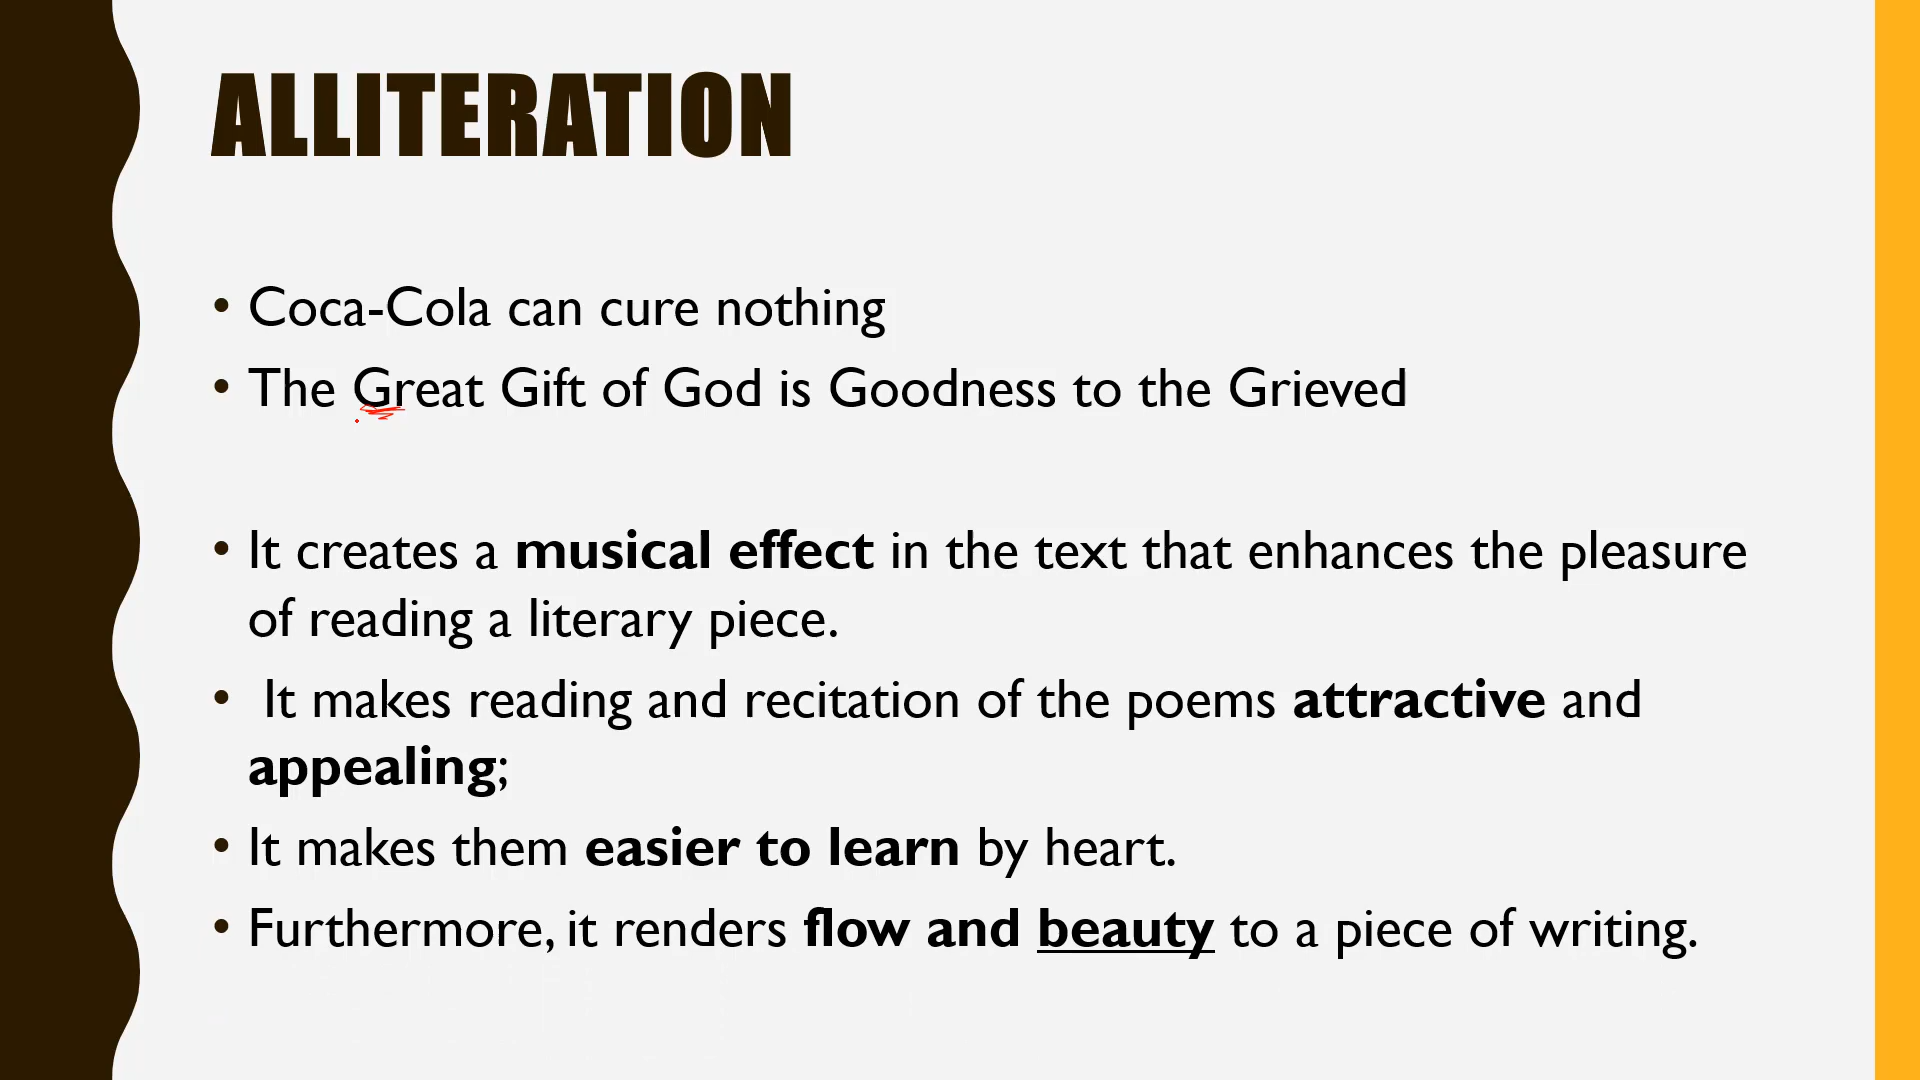 ALLITERATION
• Coca-Cola can cure nothing
• The Great Gift of God is Goodness to the Grieved
• It creates a musical effect in the text that enhances the pleasure
of reading a literary piece.
• It makes reading and recitation of the poems attractive and
appealing;
• It makes them easier to learn by heart.
• Furthermore, it renders flow and beauty to a piece of writing.